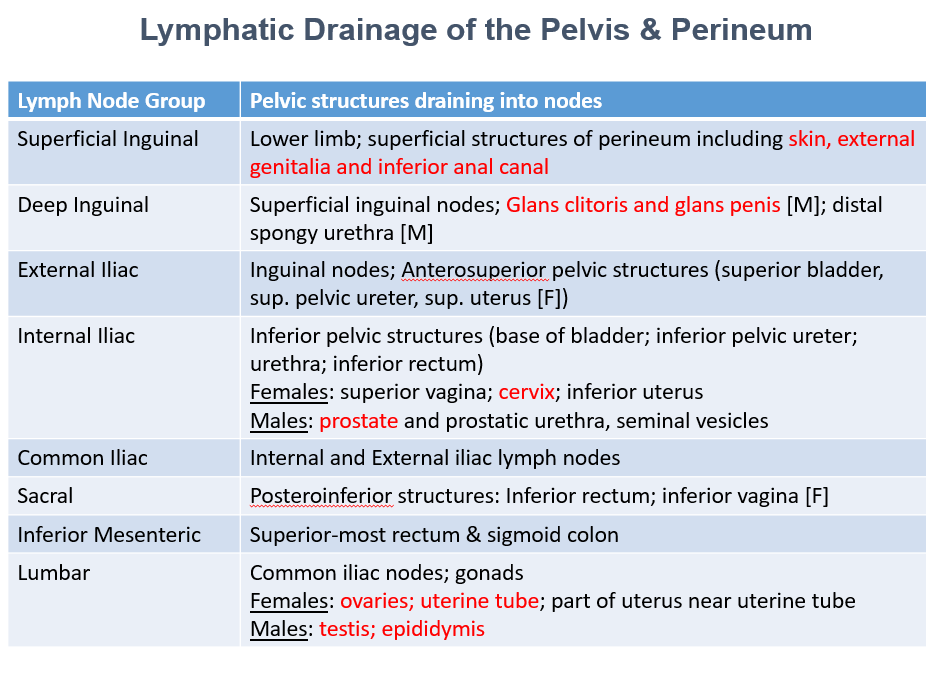 Lymphatic Drainage of the Pelvis & Perineum
Lymph Node Group
Pelvic structures draining into nodes
Superficial Inguinal
Lower limb; superficial structures of perineum including skin, external
genitalia and inferior anal canal
Deep Inguinal
Superficial inguinal nodes; Glans clitoris and glans penis [M]; distal
spongy urethra [M]
External Iliac
Inguinal nodes; Anterosuperior pelvic structures (superior bladder,
sup. pelvic ureter, sup. uterus [F])
Internal Iliac
Inferior pelvic structures (base of bladder; inferior pelvic ureter;
urethra; inferior rectum)
Females: superior vagina; cervix; inferior uterus
Males: prostate and prostatic urethra, seminal vesicles
Common Iliac
Internal and External iliac lymph nodes
Sacral
Posteroinferior structures: Inferior rectum; inferior vagina [F]
Inferior Mesenteric
Superior-most rectum & sigmoid colon
Lumbar
Common iliac nodes; gonads
Females: ovaries; uterine tube; part of uterus near uterine tube
Males: testis; epididymis